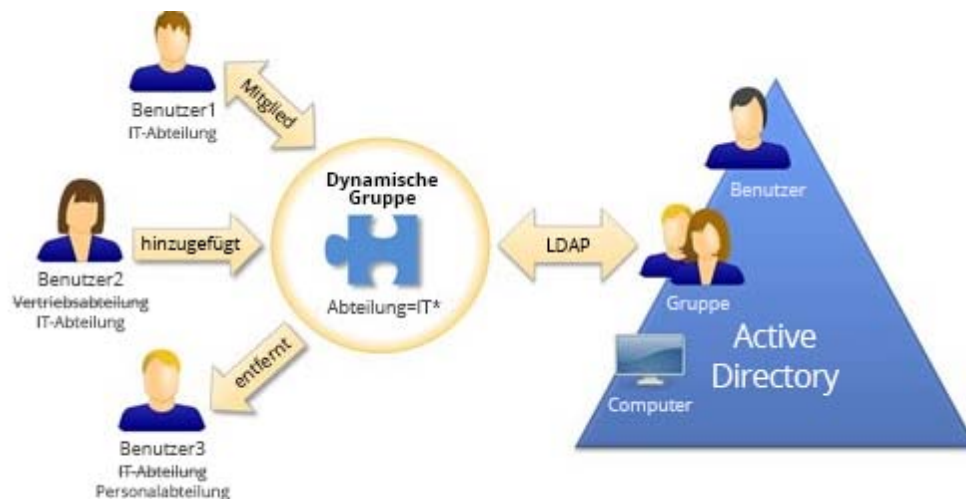 Benutzer1
IT-Abteilung
Mitglied
Benutzer2
Vertriebsabteilung
IT-Abteilung
hinzugefügt
Benutzer3
IT-Abteilung
Personalabteilung
entfernt
Dynamische
Gruppe
Abteilung=IT*
LDAP
Benutzer
Gruppe
Computer
Active
Directory